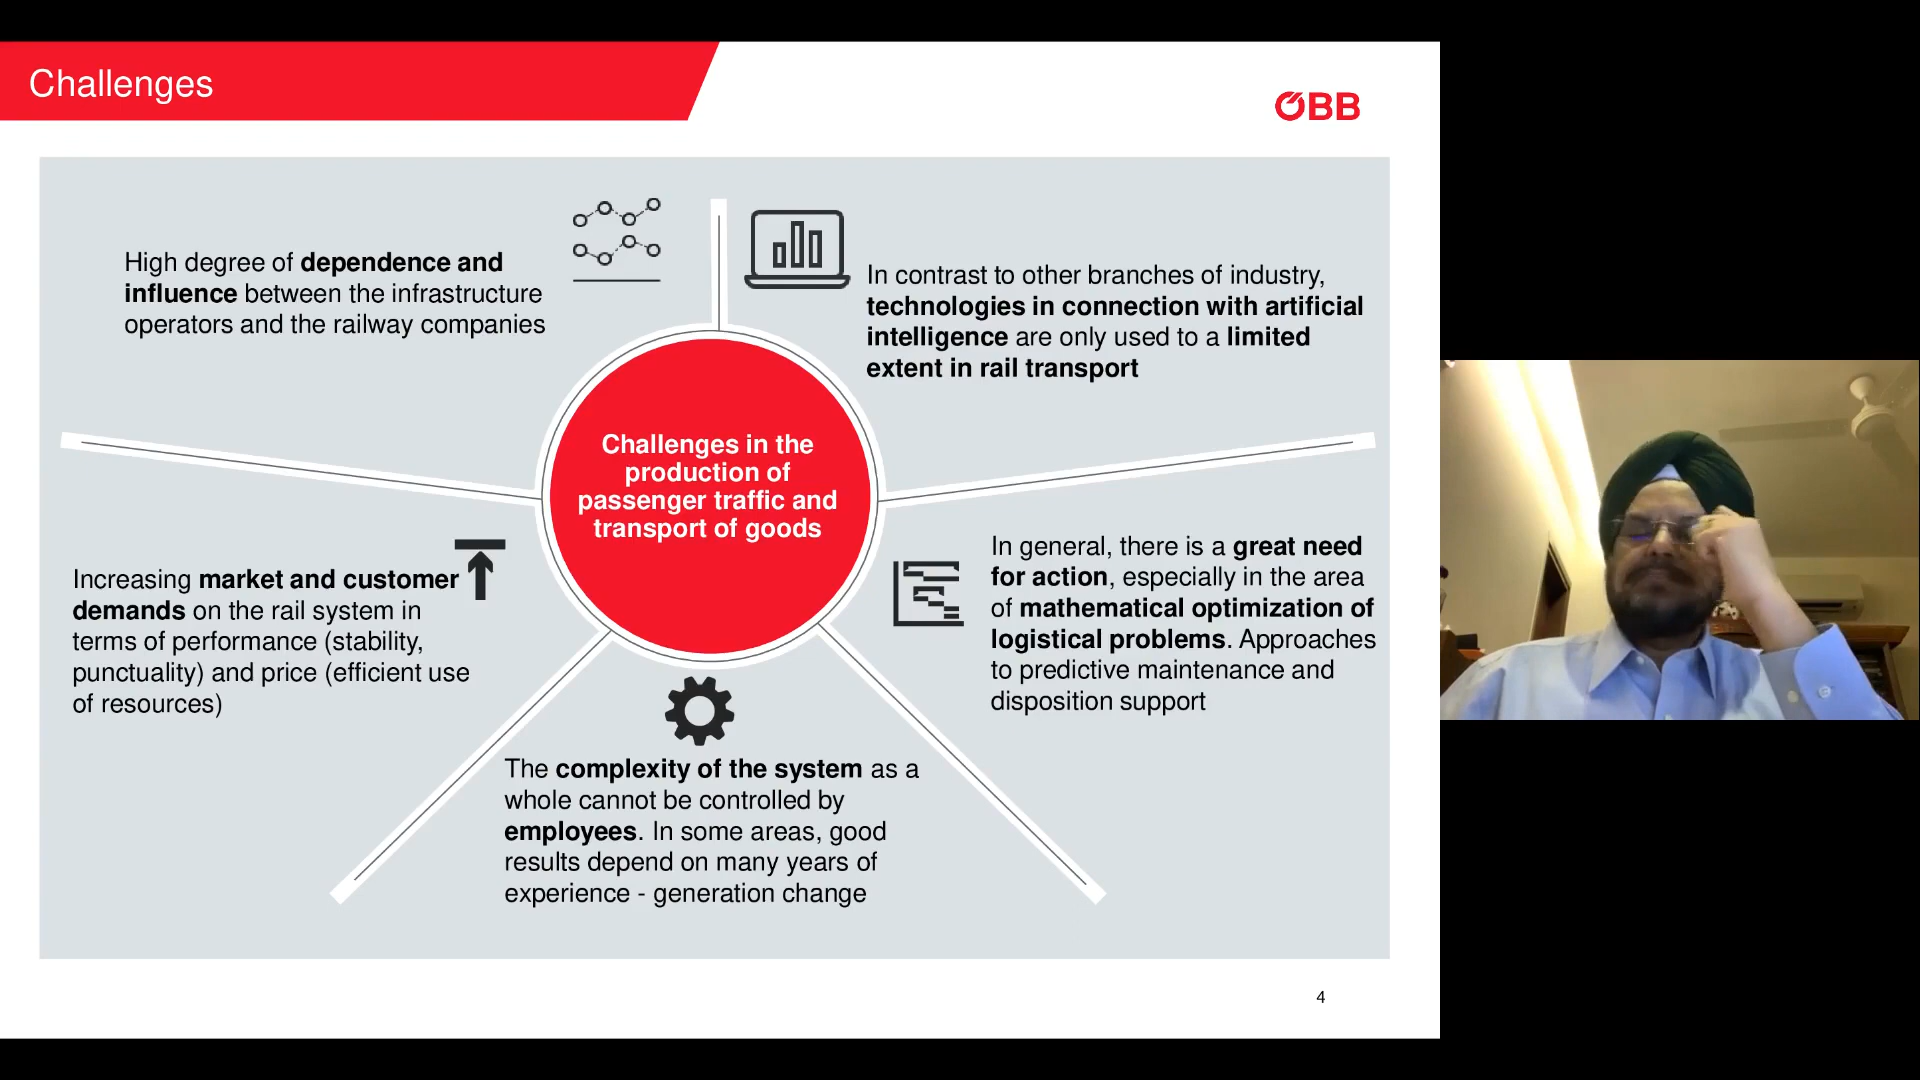 Challenges
ÖBB
High degree of dependence and
influence between the infrastructure
operators and the railway companies
In contrast to other branches of industry,
technologies in connection with artificial
intelligence are only used to a limited
extent in rail transport
Challenges in the
production of
passenger traffic and
transport of goods
Increasing market and customer
demands on the rail system in
terms of performance (stability,
punctuality) and price (efficient use
of resources)
In general, there is a great need
for action, especially in the area
of mathematical optimization of
logistical problems. Approaches
to predictive maintenance and
disposition support
The complexity of the system as a
whole cannot be controlled by
employees. In some areas, good
results depend on many years of
experience - generation change
4